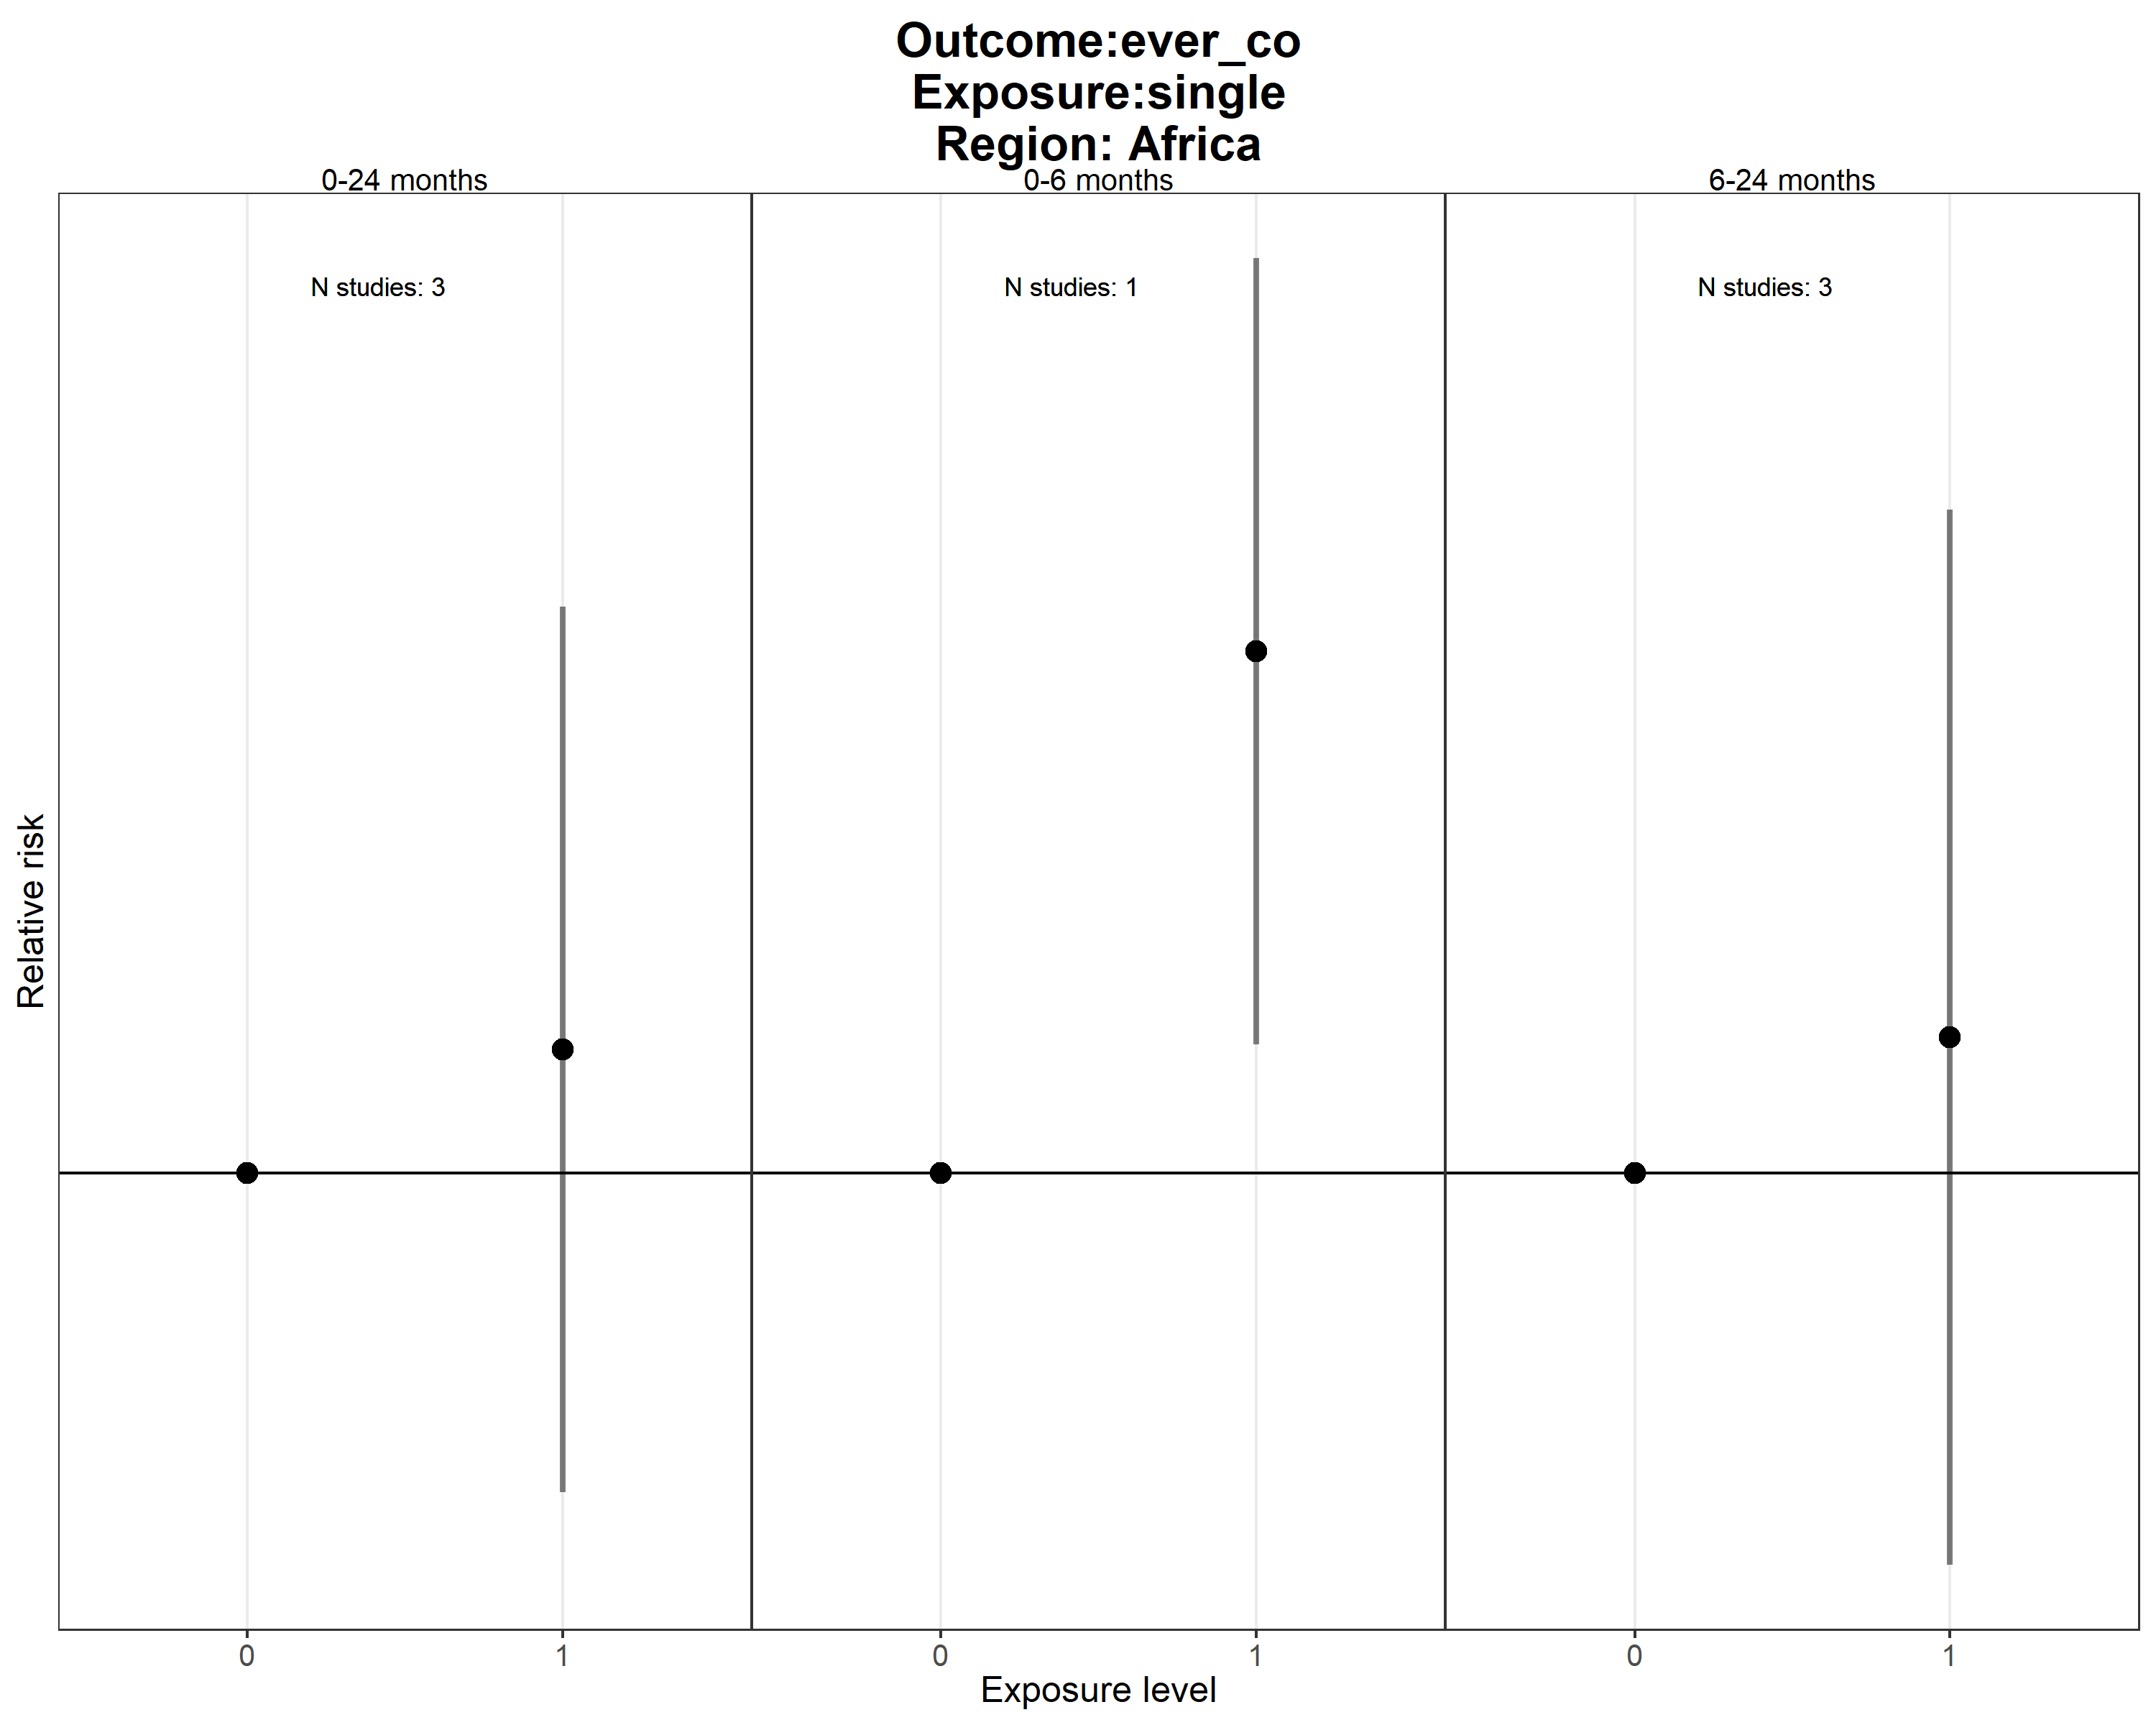 Outcome:ever_co
Exposure:single
Region: Africa
0-24 months
0-6 months
6-24 months
N studies: 3
N studies: 1
N studies: 3
Relative risk
0
1
0
1
0
1
Exposure level